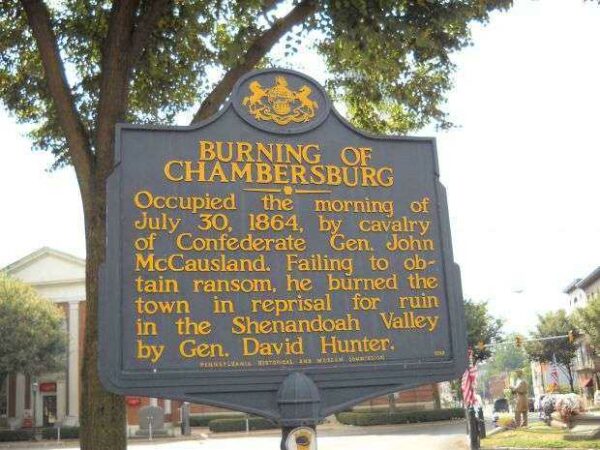 BURNING OF
CHAMBERSBURG
Occupied the morning of
July 30, 1864, by cavalry
of Confederate Gen. John
McCausland. Failing to ob-
tain ransom, he burned the
town in reprisal for ruin
in the Shenandoah Valley
by Gen. David Hunter.
PENNSYLVANIA HISTORICAL AND MUSEUM COMMISSION